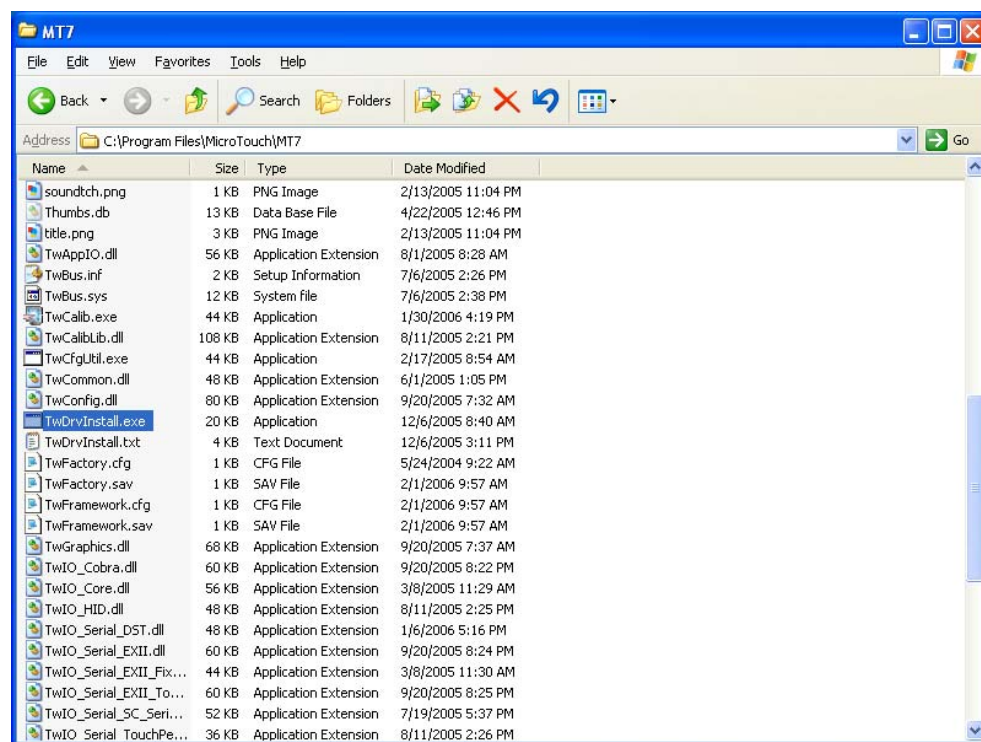 MT7
File Edit View Favorites Tools Help
Back Search Folders
Address C:\Program Files\MicroTouch\MT7 Go
Name Size Type Date Modified
soundtch.png 1 KB PNG Image 2/13/2005 11:04 PM
Thumbs.db 13 KB Data Base File 4/22/2005 12:46 PM
title.png 3 KB PNG Image 2/13/2005 11:04 PM
TwAppIO.dll 56 KB Application Extension 8/1/2005 8:28 AM
TwBus.inf 2 KB Setup Information 7/6/2005 2:26 PM
TwBus.sys 12 KB System file 7/6/2005 2:38 PM
TwCalib.exe 44 KB Application 1/30/2006 4:19 PM
TwCalibLib.dll 108 KB Application Extension 8/11/2005 2:21 PM
TwCfgUtil.exe 44 KB Application 2/17/2005 8:54 AM
TwCommon.dll 48 KB Application Extension 6/1/2005 1:05 PM
TwConfig.dll 80 KB Application Extension 9/20/2005 7:32 AM
TwDrvInstall.exe 20 KB Application 12/6/2005 8:40 AM
TwDrvInstall.txt 4 KB Text Document 12/6/2005 3:11 PM
TwFactory.cfg 1 KB CFG File 5/24/2004 9:22 AM
TwFactory.sav 1 KB SAV File 2/1/2006 9:57 AM
TwFramework.cfg 1 KB CFG File 2/1/2006 9:57 AM
TwFramework.sav 1 KB SAV File 2/1/2006 9:57 AM
TwGraphics.dll 68 KB Application Extension 9/20/2005 7:37 AM
TwIO_Cobra.dll 60 KB Application Extension 9/20/2005 8:22 PM
TwIO_Core.dll 56 KB Application Extension 3/8/2005 11:29 AM
TwIO_HID.dll 48 KB Application Extension 8/11/2005 2:25 PM
TwIO_Serial_DST.dll 48 KB Application Extension 1/6/2006 5:16 PM
TwIO_Serial_EXII.dll 60 KB Application Extension 9/20/2005 8:24 PM
TwIO_Serial_EXII_Fix... 44 KB Application Extension 3/8/2005 11:30 AM
TwIO_Serial_EXII_To... 60 KB Application Extension 9/20/2005 8:25 PM
TwIO_Serial_SC_Seri... 52 KB Application Extension 7/19/2005 5:37 PM
TwIO_Serial_TouchPe... 36 KB Application Extension 8/11/2005 2:26 PM